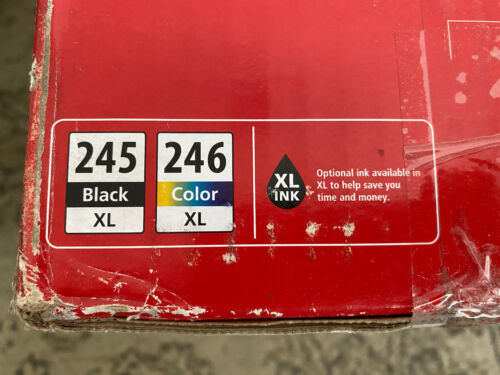 245
Black
XL
246
Color
XL
XL
INK
Optional ink available in
XL to help save you
time and money.